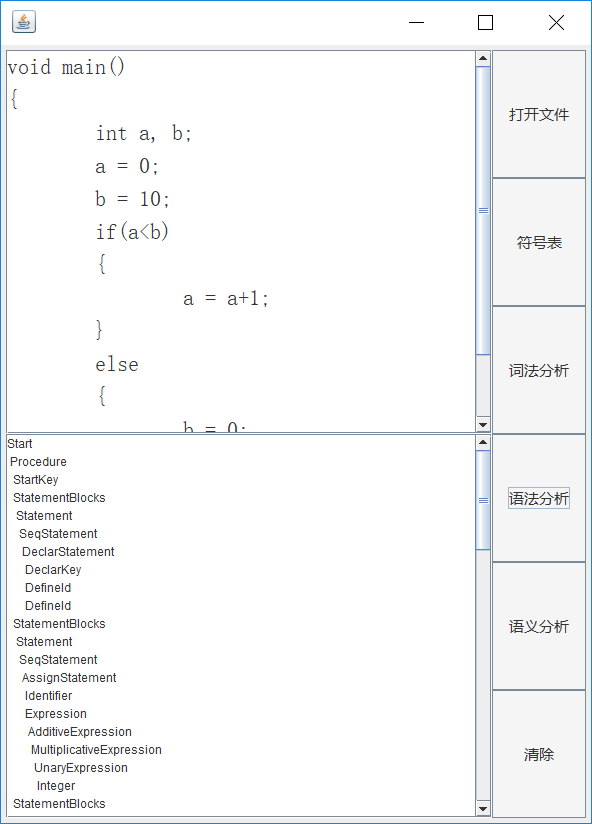 void main()
{
int a, b;
a = 0;
b = 10;
if(a<b)
{
a = a+1;
}
else
{
b = 0;
Start
Procedure
StartKey
StatementBlocks
Statement
SeqStatement
DeclarStatement
DeclarKey
DefineId
DefineId
StatementBlocks
Statement
SeqStatement
AssignStatement
Identifier
Expression
AdditiveExpression
MultiplicativeExpression
UnaryExpression
Integer
StatementBlocks
打开文件
符号表
词法分析
语法分析
语义分析
清除